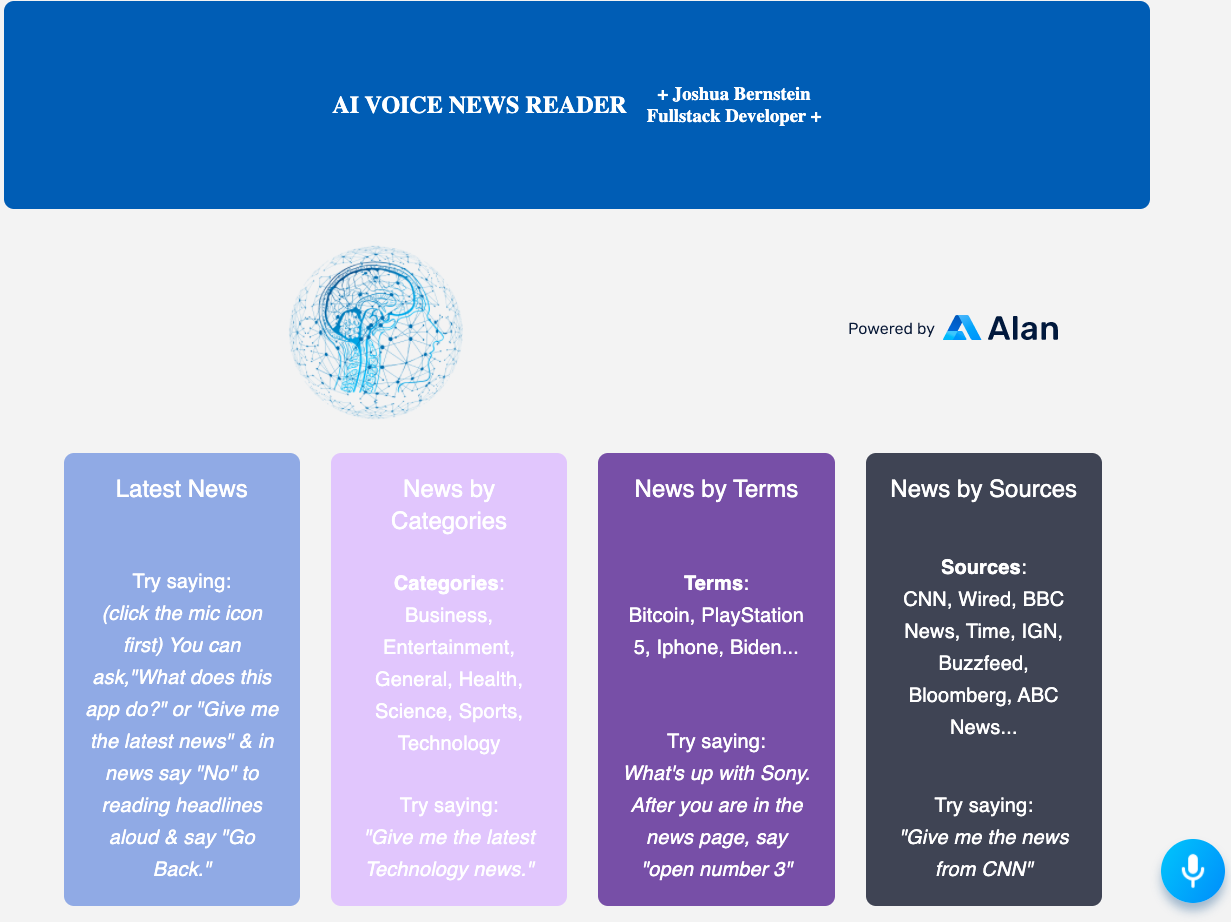 AI VOICE NEWS READER
+ Joshua Bernstein
Fullstack Developer +
Powered by Alan
Latest News
Try saying:
(click the mic icon
first) You can
ask,"What does this
app do?" or "Give me
the latest news" & in
news say "No" to
reading headlines
aloud & say "Go
Back."
News by
Categories
Categories:
Business,
Entertainment,
General, Health,
Science, Sports,
Technology
Try saying:
"Give me the latest
Technology news."
News by Terms
Terms:
Bitcoin, PlayStation
5, Iphone, Biden...
Try saying:
What's up with Sony.
After you are in the
news page, say
"open number 3"
News by Sources
Sources:
CNN, Wired, BBC
News, Time, IGN,
Buzzfeed,
Bloomberg, ABC
News...
Try saying:
"Give me the news
from CNN"